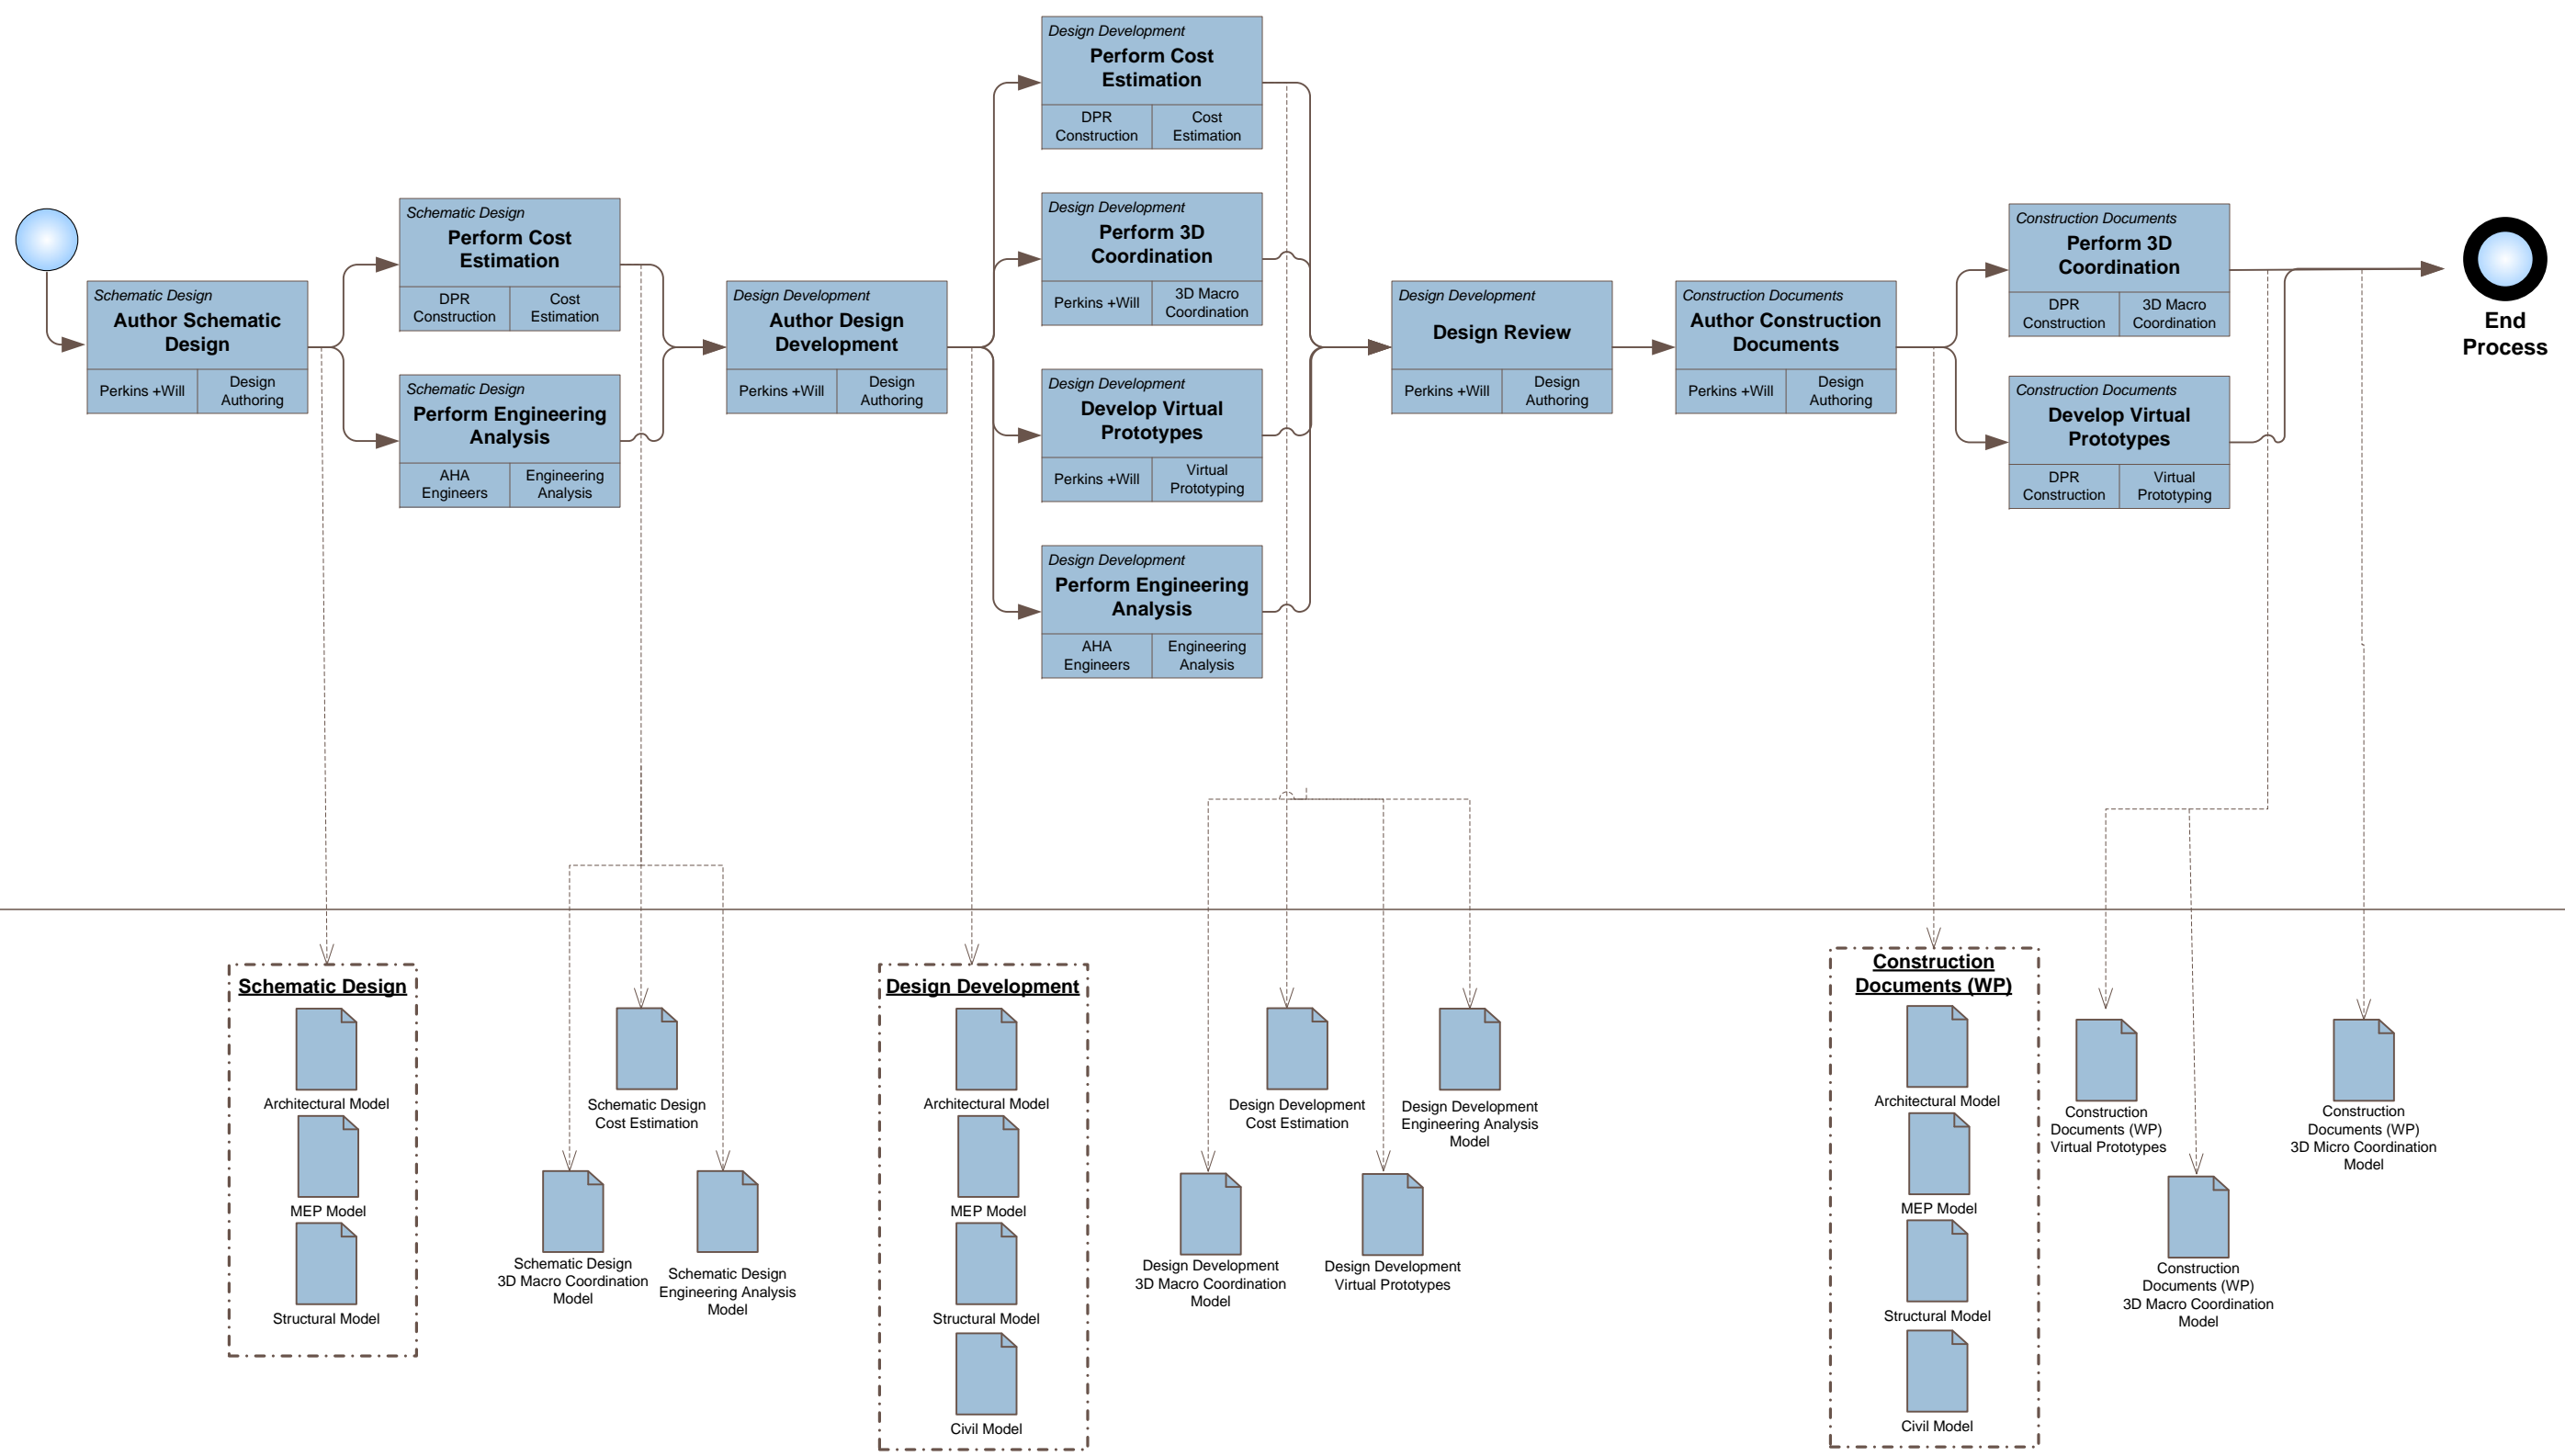 Schematic Design
Author Schematic
Design
Perkins +Will
Design
Authoring
Schematic Design
Perform Cost
Estimation
DPR
Construction
Cost
Estimation
Schematic Design
Perform Engineering
Analysis
AHA
Engineers
Engineering
Analysis
Design Development
Author Design
Development
Perkins +Will
Design
Authoring
Design Development
Perform Cost
Estimation
DPR
Construction
Cost
Estimation
Design Development
Perform 3D
Coordination
Perkins +Will
3D Macro
Coordination
Design Development
Develop Virtual
Prototypes
Perkins +Will
Virtual
Prototyping
Design Development
Perform Engineering
Analysis
AHA
Engineers
Engineering
Analysis
Design Development
Design Review
Perkins +Will
Design
Authoring
Construction Documents
Author Construction
Documents
Perkins +Will
Design
Authoring
Construction Documents
Perform 3D
Coordination
DPR
Construction
3D Macro
Coordination
Construction Documents
Develop Virtual
Prototypes
DPR
Construction
Virtual
Prototyping
End
Process
Schematic Design
Architectural Model
MEP Model
Structural Model
Schematic Design
3D Macro Coordination
Model
Schematic Design
Cost Estimation
Schematic Design
Engineering Analysis
Model
Design Development
Architectural Model
MEP Model
Structural Model
Civil Model
Design Development
3D Macro Coordination
Model
Design Development
Cost Estimation
Design Development
Virtual Prototypes
Design Development
Engineering Analysis
Model
Construction
Documents (WP)
Architectural Model
MEP Model
Structural Model
Civil Model
Construction
Documents (WP)
Virtual Prototypes
Construction
Documents (WP)
3D Macro Coordination
Model
Construction
Documents (WP)
3D Micro Coordination
Model